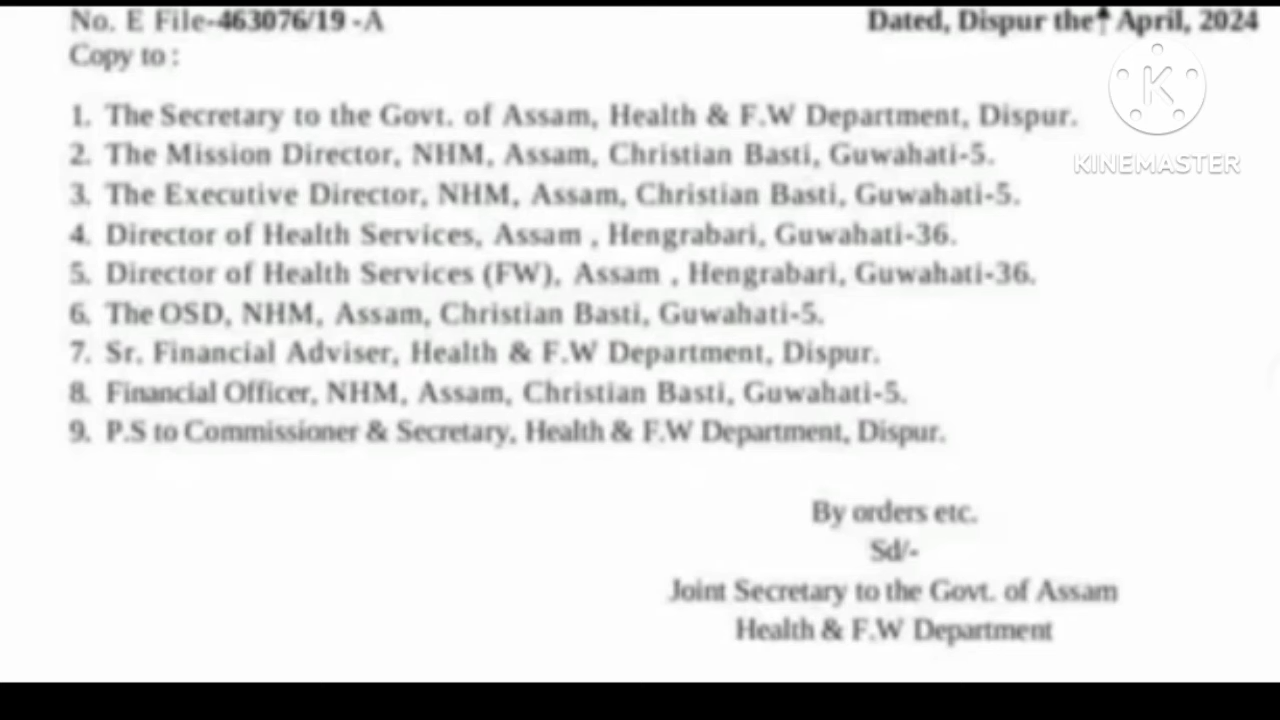 No. E File-463076/19 -A
Dated, Dispur the April, 2024
KINEMASTER
Copy to :
1. The Secretary to the Govt. of Assam, Health & F.W Department, Dispur.
2. The Mission Director, NHM, Assam, Christian Basti, Guwahati-5.
3. The Executive Director, NHM, Assam, Christian Basti, Guwahati-5.
4. Director of Health Services, Assam , Hengrabari, Guwahati-36.
5. Director of Health Services (FW), Assam , Hengrabari, Guwahati-36.
6. The OSD, NHM, Assam, Christian Basti, Guwahati-5.
7. Sr. Financial Adviser, Health & F.W Department, Dispur.
8. Financial Officer, NHM, Assam, Christian Basti, Guwahati-5.
9. P.S to Commissioner & Secretary, Health & F.W Department, Dispur.
By orders etc.
Sd/-
Joint Secretary to the Govt. of Assam
Health & F.W Department